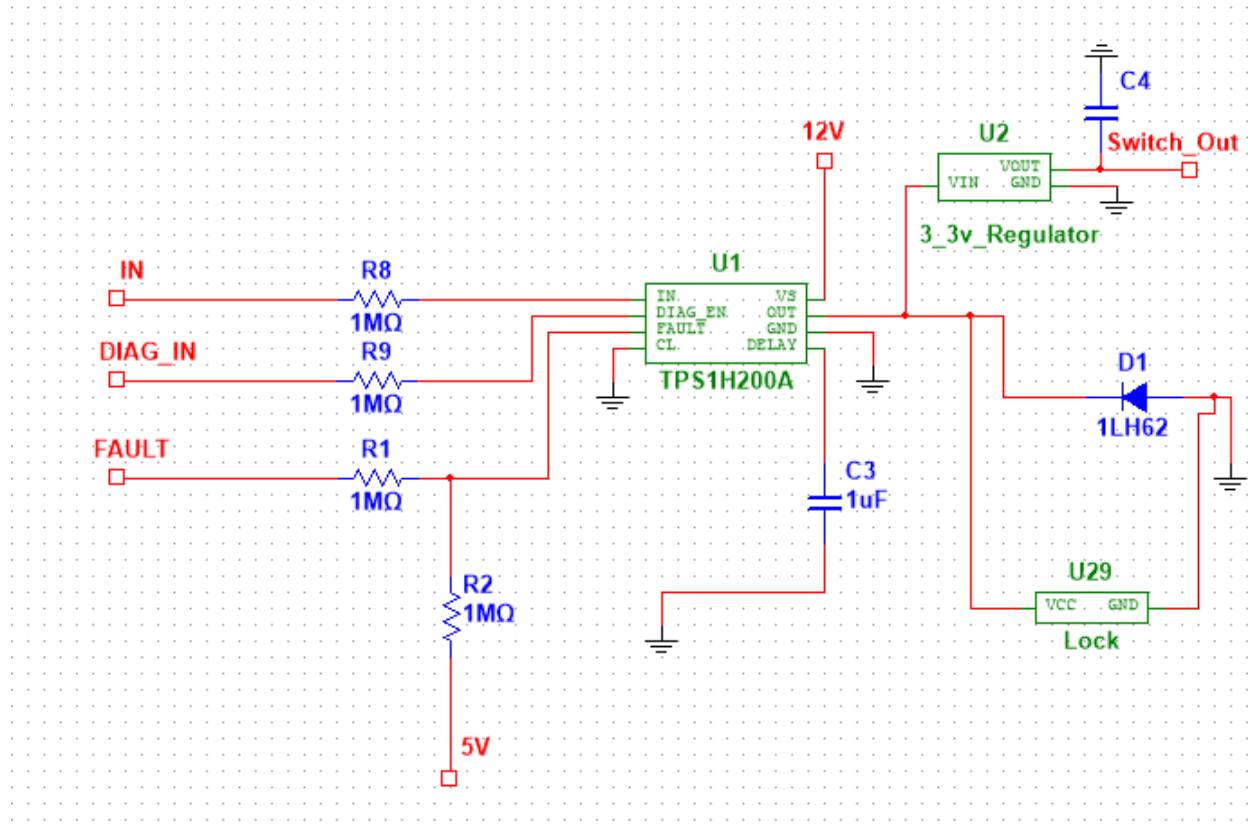 C4
12V
U2
Switch_Out
VOUT
VIN GND
3_3v_Regulator
IN
R8
1MΩ
U1
IN VS
DIAG_EN OUT
FAULT GND
CL DELAY
TPS1H200A
DIAG_IN
R9
1MΩ
D1
1LH62
FAULT
R1
1MΩ
C3
1uF
R2
1MΩ
U29
VCC GND
Lock
5V